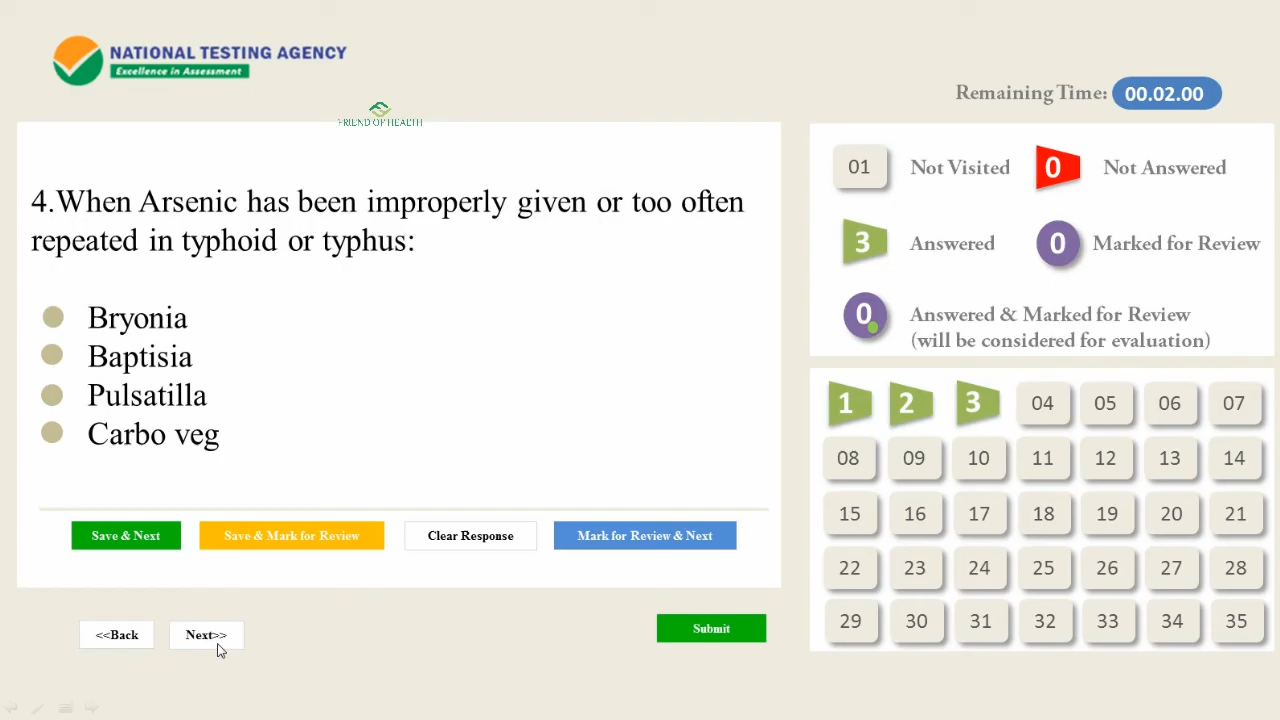 NATIONAL TESTING AGENCY
Excellence in Assessment
Remaining Time: 00.02.00
FRIEND OF HEALTH
4.When Arsenic has been improperly given or too often
repeated in typhoid or typhus:
Bryonia
Baptisia
Pulsatilla
Carbo veg
Save & Next
Save & Mark for Review
Clear Response
Mark for Review & Next
<<Back
Next>>
Submit
01 Not Visited
0 Not Answered
3 Answered
0 Marked for Review
0 Answered & Marked for Review
(will be considered for evaluation)
1 2 3 04 05 06 07
08 09 10 11 12 13 14
15 16 17 18 19 20 21
22 23 24 25 26 27 28
29 30 31 32 33 34 35